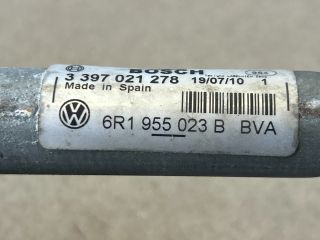 BOSCH
3 397 021 278 19/07/10 1
Made in Spain
6R1 955 023 B BVA